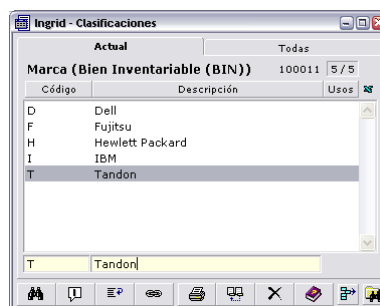 Ingrid - Clasificaciones
Actual Todas
Marca (Bien Inventariable (BIN)) 100011 5/5
Código Descripción Usos
D Dell
F Fujitsu
H Hewlett Packard
I IBM
T Tandon
T Tandon